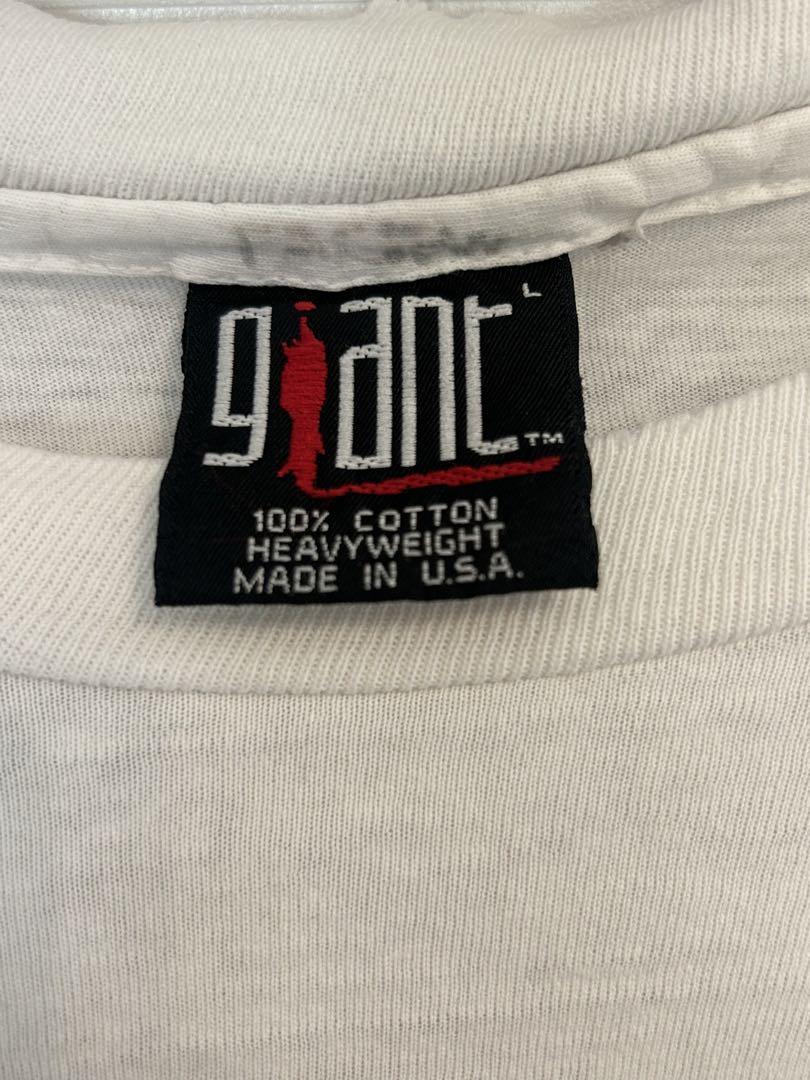 giant L
™
100% COTTON
HEAVYWEIGHT
MADE IN U.S.A.